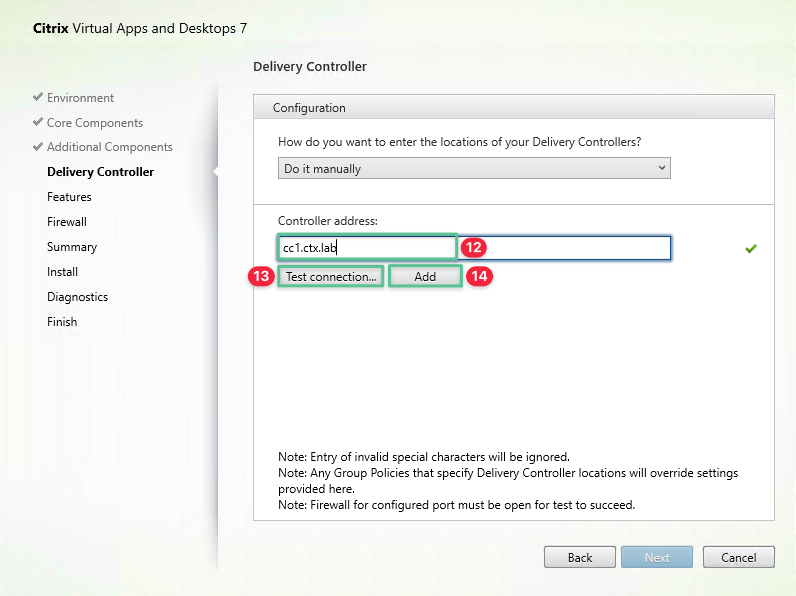 Citrix Virtual Apps and Desktops 7
Delivery Controller
Environment
Core Components
Additional Components
Delivery Controller
Features
Firewall
Summary
Install
Diagnostics
Finish
Configuration
How do you want to enter the locations of your Delivery Controllers?
Do it manually
Controller address:
cc1.ctx.lab 12
13 Test connection... Add 14
Note: Entry of invalid special characters will be ignored.
Note: Any Group Policies that specify Delivery Controller locations will override settings
provided here.
Note: Firewall for configured port must be open for test to succeed.
Back Next Cancel